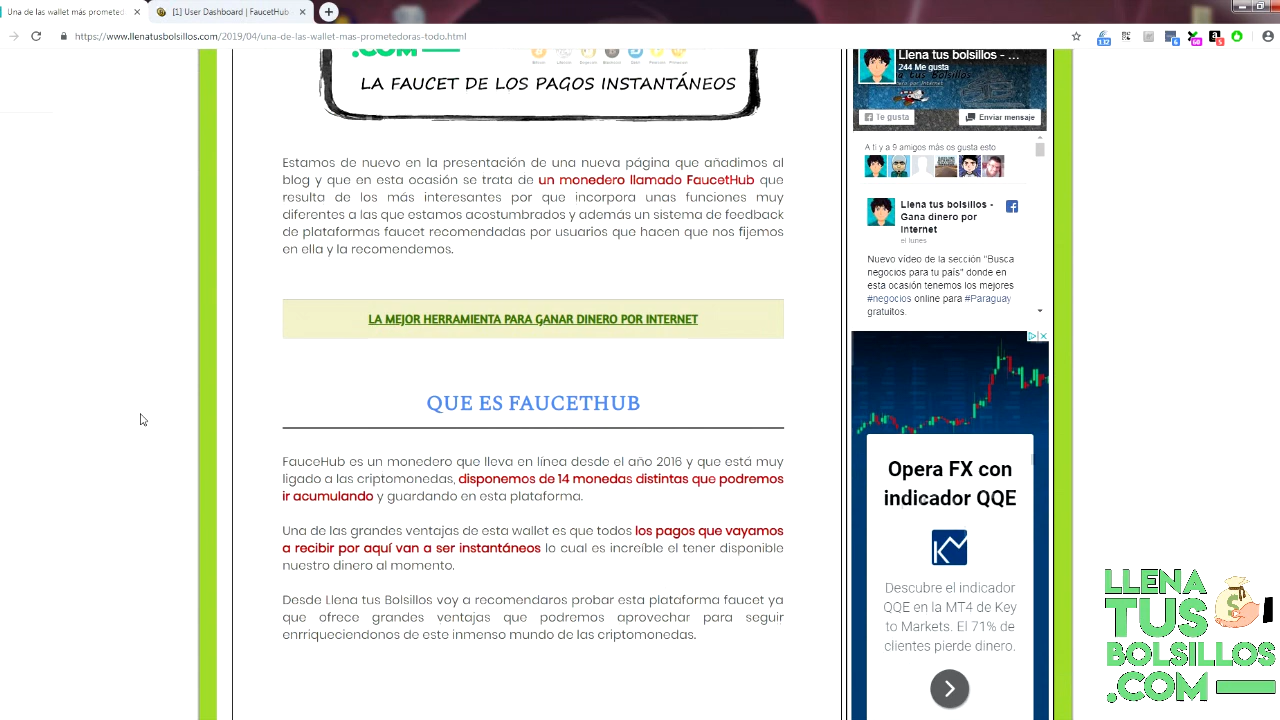 Una de las más prometed
[1] User Dashboard | FaucetHub
https://www.llenatusbolsillos.com/2019/04/una-de-las-wallet-mas-prometedoras-todo.html
.COM
LA FAUCET DE LOS PAGOS INSTANTÁNEOS
Estamos de nuevo en la presentación de una nueva página que añadimos al
blog y que en esta ocasión se trata de un monedero llamado FaucetHub que
resulta de los más interesantes por que incorpora unas funciones muy
diferentes a las que estamos acostumbrados y además un sistema de feedback
de plataformas faucet recomendadas por usuarios que hacen que nos fijemos
en ella y la recomendemos.
LA MEJOR HERRAMIENTA PARA GANAR DINERO POR INTERNET
QUE ES FAUCETHUB
FauceHub es un monedero que lleva en línea desde el año 2016 y que está muy
ligado a las criptomonedas, disponemos de 14 monedas distintas que podremos
ir acumulando y guardando en esta plataforma.
Una de las grandes ventajas de esta wallet es que todos los pagos que vayamos
a recibir por aquí van a ser instantáneos lo cual es increíble el tener disponible
nuestro dinero al momento.
Desde Llena tus Bolsillos voy a recomendaros probar esta plataforma faucet ya
que ofrece grandes ventajas que podremos aprovechar para seguir
enrriqueciendonos de este inmenso mundo de las criptomonedas.
Llena tus bolsillos - ...
244 Me gusta
Te gusta
Enviar mensaje
A ti y a 9 amigos más os gusta esto
Llena tus bolsillos -
Gana dinero por
Internet
el lunes
Nuevo vídeo de la sección "Busca
negocios para tu país" donde en
esta ocasión tenemos los mejores
#negocios online para #Paraguay
gratuitos.
Opera FX con
indicador QQE
Descubre el indicador
QQE en la MT4 de Key
to Markets. El 71% de
clientes pierde dinero.
LLENA
TUS
BOLSILLOS
.COM